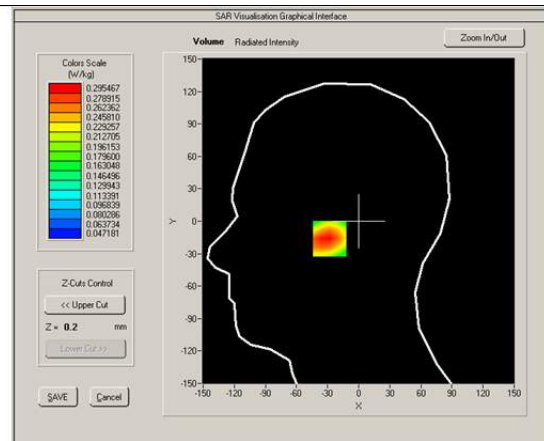 SAR Visualisation Graphical Interface
Volume Radiated Intensity
Zoom In/Out
Colors Scale
(W/kg)
0.295467
0.278915
0.262362
0.245810
0.229257
0.212705
0.196153
0.179600
0.163048
0.146496
0.129943
0.113391
0.096839
0.080286
0.063734
0.047181
Z-Cuts Control
<< Upper Cut
Z = 0.2 mm
Lower Cut >>
SAVE Cancel
150-
120-
90-
60-
30-
Y 0-
-30-
-60-
-90-
-120-
-150-
-150 -120 -90 -60 -30 0 30 60 90 120 150
X